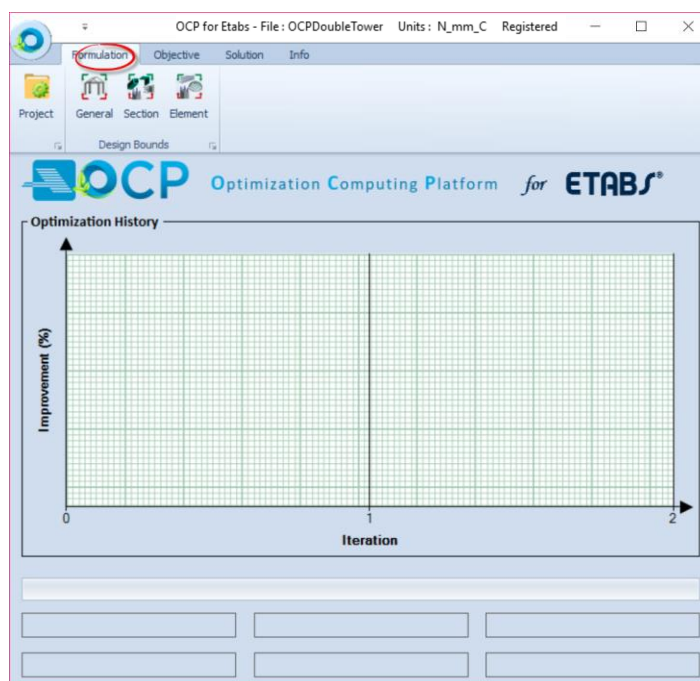 OCP for Etabs - File : OCPDoubleTower Units : N_mm_C Registered
Formulation Objective Solution Info
Project General Section Element
Design Bounds
OCP Optimization Computing Platform for ETABS®
Optimization History
Improvement (%)
0 1 2
Iteration